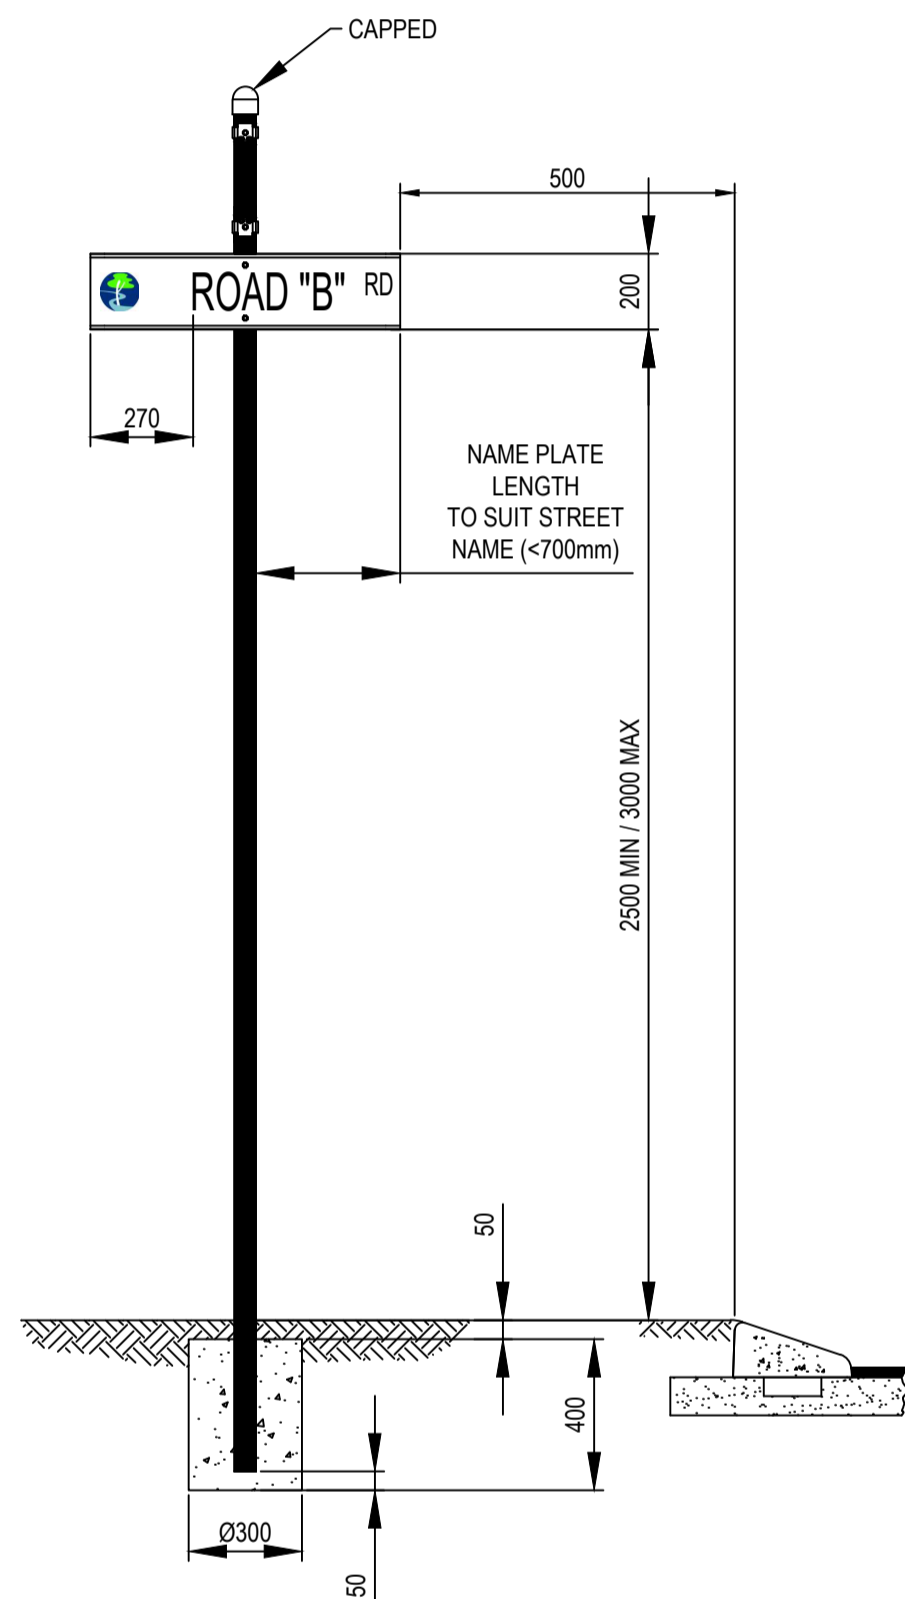 CAPPED
500
200
ROAD "B" RD
270
NAME PLATE
LENGTH
TO SUIT STREET
NAME (<700mm)
2500 MIN / 3000 MAX
50
400
Ø300
50